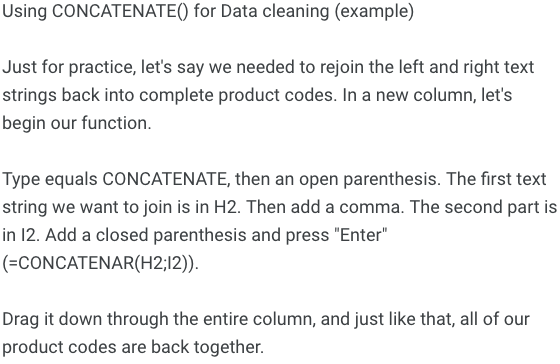 Using CONCATENATE() for Data cleaning (example)
Just for practice, let's say we needed to rejoin the left and right text
strings back into complete product codes. In a new column, let's
begin our function.
Type equals CONCATENATE, then an open parenthesis. The first text
string we want to join is in H2. Then add a comma. The second part is
in I2. Add a closed parenthesis and press "Enter"
(=CONCATENAR(H2;I2)).
Drag it down through the entire column, and just like that, all of our
product codes are back together.